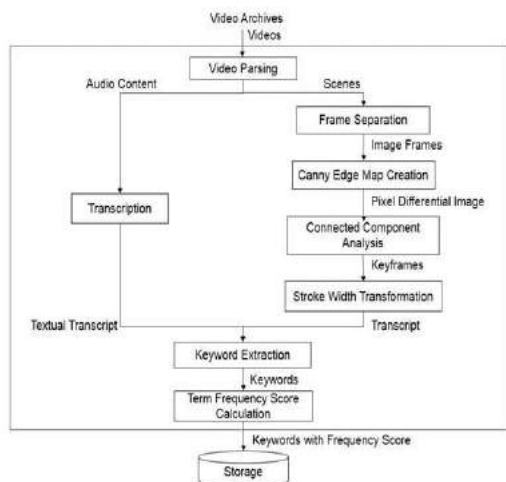 Video Archives
Videos
Video Parsing
Audio Content
Scenes
Frame Separation
Image Frames
Canny Edge Map Creation
Pixel Differential Image
Transcription
Connected Component
Analysis
Keyframes
Stroke Width Transformation
Textual Transcript
Transcript
Keyword Extraction
Keywords
Term Frequency Score
Calculation
Keywords with Frequency Score
Storage